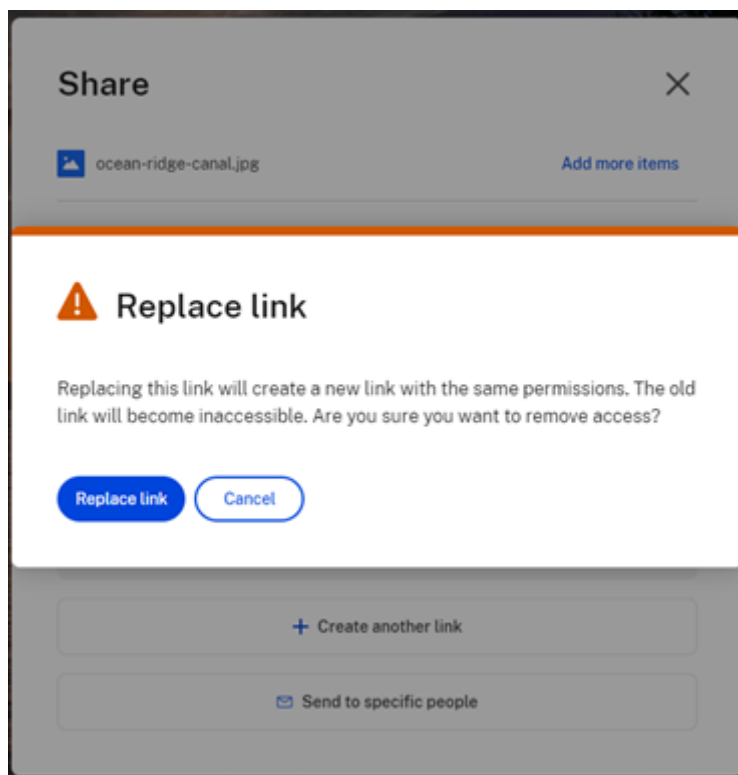 Share
ocean-ridge-canal.jpg
Add more items
Replace link
Replacing this link will create a new link with the same permissions. The old
link will become inaccessible. Are you sure you want to remove access?
Replace link
Cancel
Create another link
Send to specific people